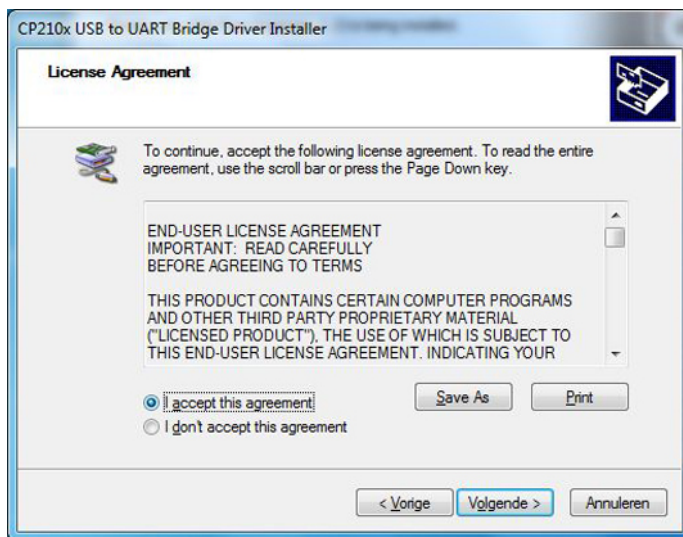 CP210x USB to UART Bridge Driver Installer
License Agreement
To continue, accept the following license agreement. To read the entire
agreement, use the scroll bar or press the Page Down key.
END-USER LICENSE AGREEMENT
IMPORTANT: READ CAREFULLY
BEFORE AGREEING TO TERMS
THIS PRODUCT CONTAINS CERTAIN COMPUTER PROGRAMS
AND OTHER THIRD PARTY PROPRIETARY MATERIAL
("LICENSED PRODUCT"), THE USE OF WHICH IS SUBJECT TO
THIS END-USER LICENSE AGREEMENT. INDICATING YOUR
I accept this agreement
Save As
Print
I don't accept this agreement
< Vorige
Volgende >
Annuleren